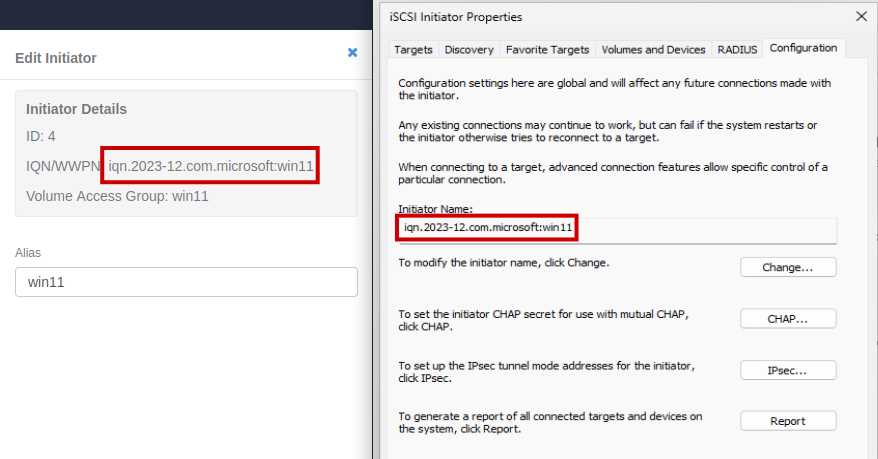 Edit Initiator
Initiator Details
ID: 4
IQN/WWPN iqn.2023-12.com.microsoft:win11
Volume Access Group: win11
Alias
win11
iSCSI Initiator Properties
Targets Discovery Favorite Targets Volumes and Devices RADIUS Configuration
Configuration settings here are global and will affect any future connections made with
the initiator.
Any existing connections may continue to work, but can fail if the system restarts or
the initiator otherwise tries to reconnect to a target.
When connecting to a target, advanced connection features allow specific control of a
particular connection.
Initiator Name:
iqn.2023-12.com.microsoft:win11
To modify the initiator name, click Change.
Change...
To set the initiator CHAP secret for use with mutual CHAP,
click CHAP.
CHAP...
To set up the IPsec tunnel mode addresses for the initiator,
click IPsec.
IPsec...
To generate a report of all connected targets and devices on
the system, click Report.
Report